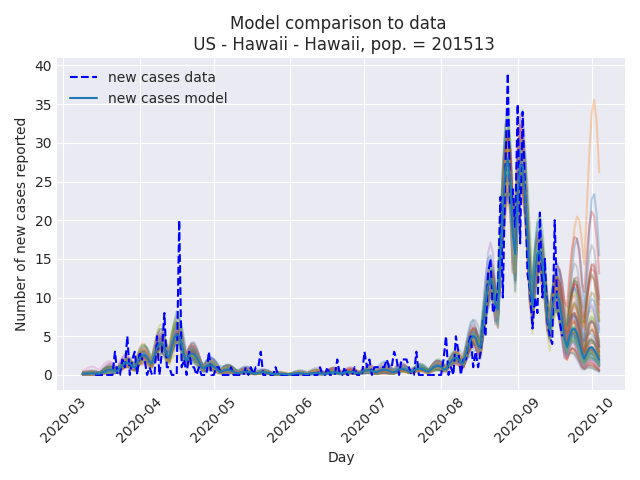 Model comparison to data
US - Hawaii - Hawaii, pop. = 201513
new cases data
new cases model
Number of new cases reported
40
35
30
25
20
15
10
5
0
2020-03
2020-04
2020-05
2020-06
2020-07
2020-08
2020-09
2020-10
Day